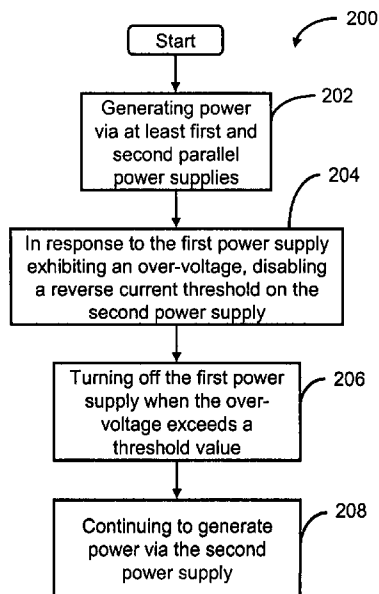 200
Start
202
Generating power
via at least first and
second parallel
power supplies
204
In response to the first power supply
exhibiting an over-voltage, disabling
a reverse current threshold on the
second power supply
206
Turning off the first power
supply when the over-
voltage exceeds a
threshold value
208
Continuing to generate
power via the second
power supply